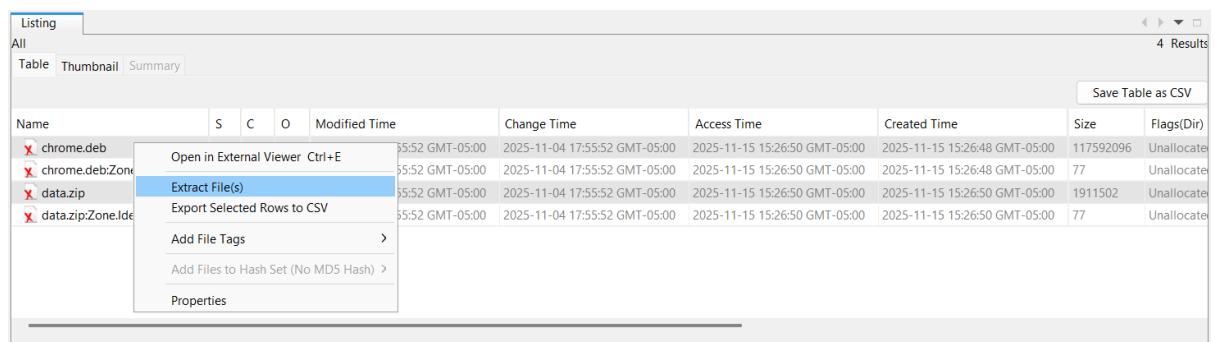 Listing
All 4 Results
Table Thumbnail Summary
Save Table as CSV
Name S C O Modified Time Change Time Access Time Created Time Size Flags(Dir)
chrome.deb 55:52 GMT-05:00 2025-11-04 17:55:52 GMT-05:00 2025-11-15 15:26:50 GMT-05:00 2025-11-15 15:26:48 GMT-05:00 117592096 Unallocate
chrome.deb:Zone 55:52 GMT-05:00 2025-11-04 17:55:52 GMT-05:00 2025-11-15 15:26:50 GMT-05:00 2025-11-15 15:26:48 GMT-05:00 77 Unallocate
data.zip 55:52 GMT-05:00 2025-11-04 17:55:52 GMT-05:00 2025-11-15 15:26:50 GMT-05:00 2025-11-15 15:26:50 GMT-05:00 1911502 Unallocate
data.zip:Zone.Ide 55:52 GMT-05:00 2025-11-04 17:55:52 GMT-05:00 2025-11-15 15:26:50 GMT-05:00 2025-11-15 15:26:50 GMT-05:00 77 Unallocate
Open in External Viewer Ctrl+E
Extract File(s)
Export Selected Rows to CSV
Add File Tags
Add Files to Hash Set (No MD5 Hash)
Properties